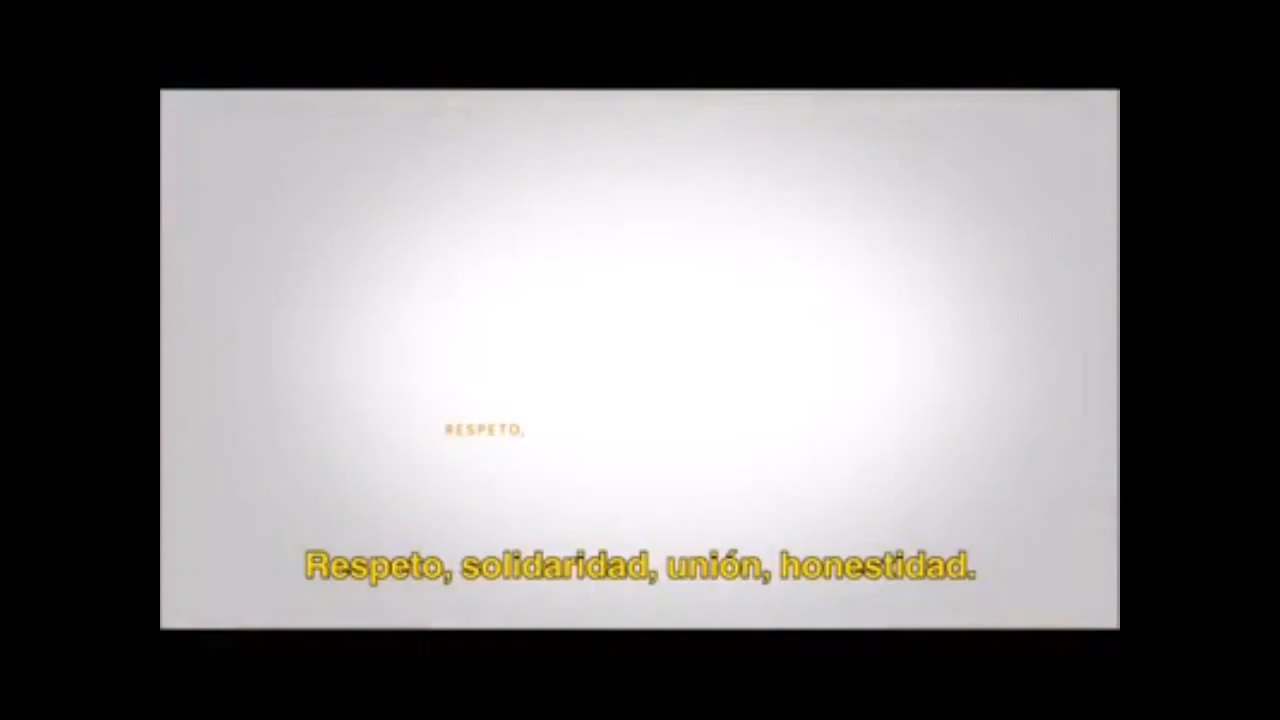 RESPETO,
Respeto, solidaridad, unión, honestidad.